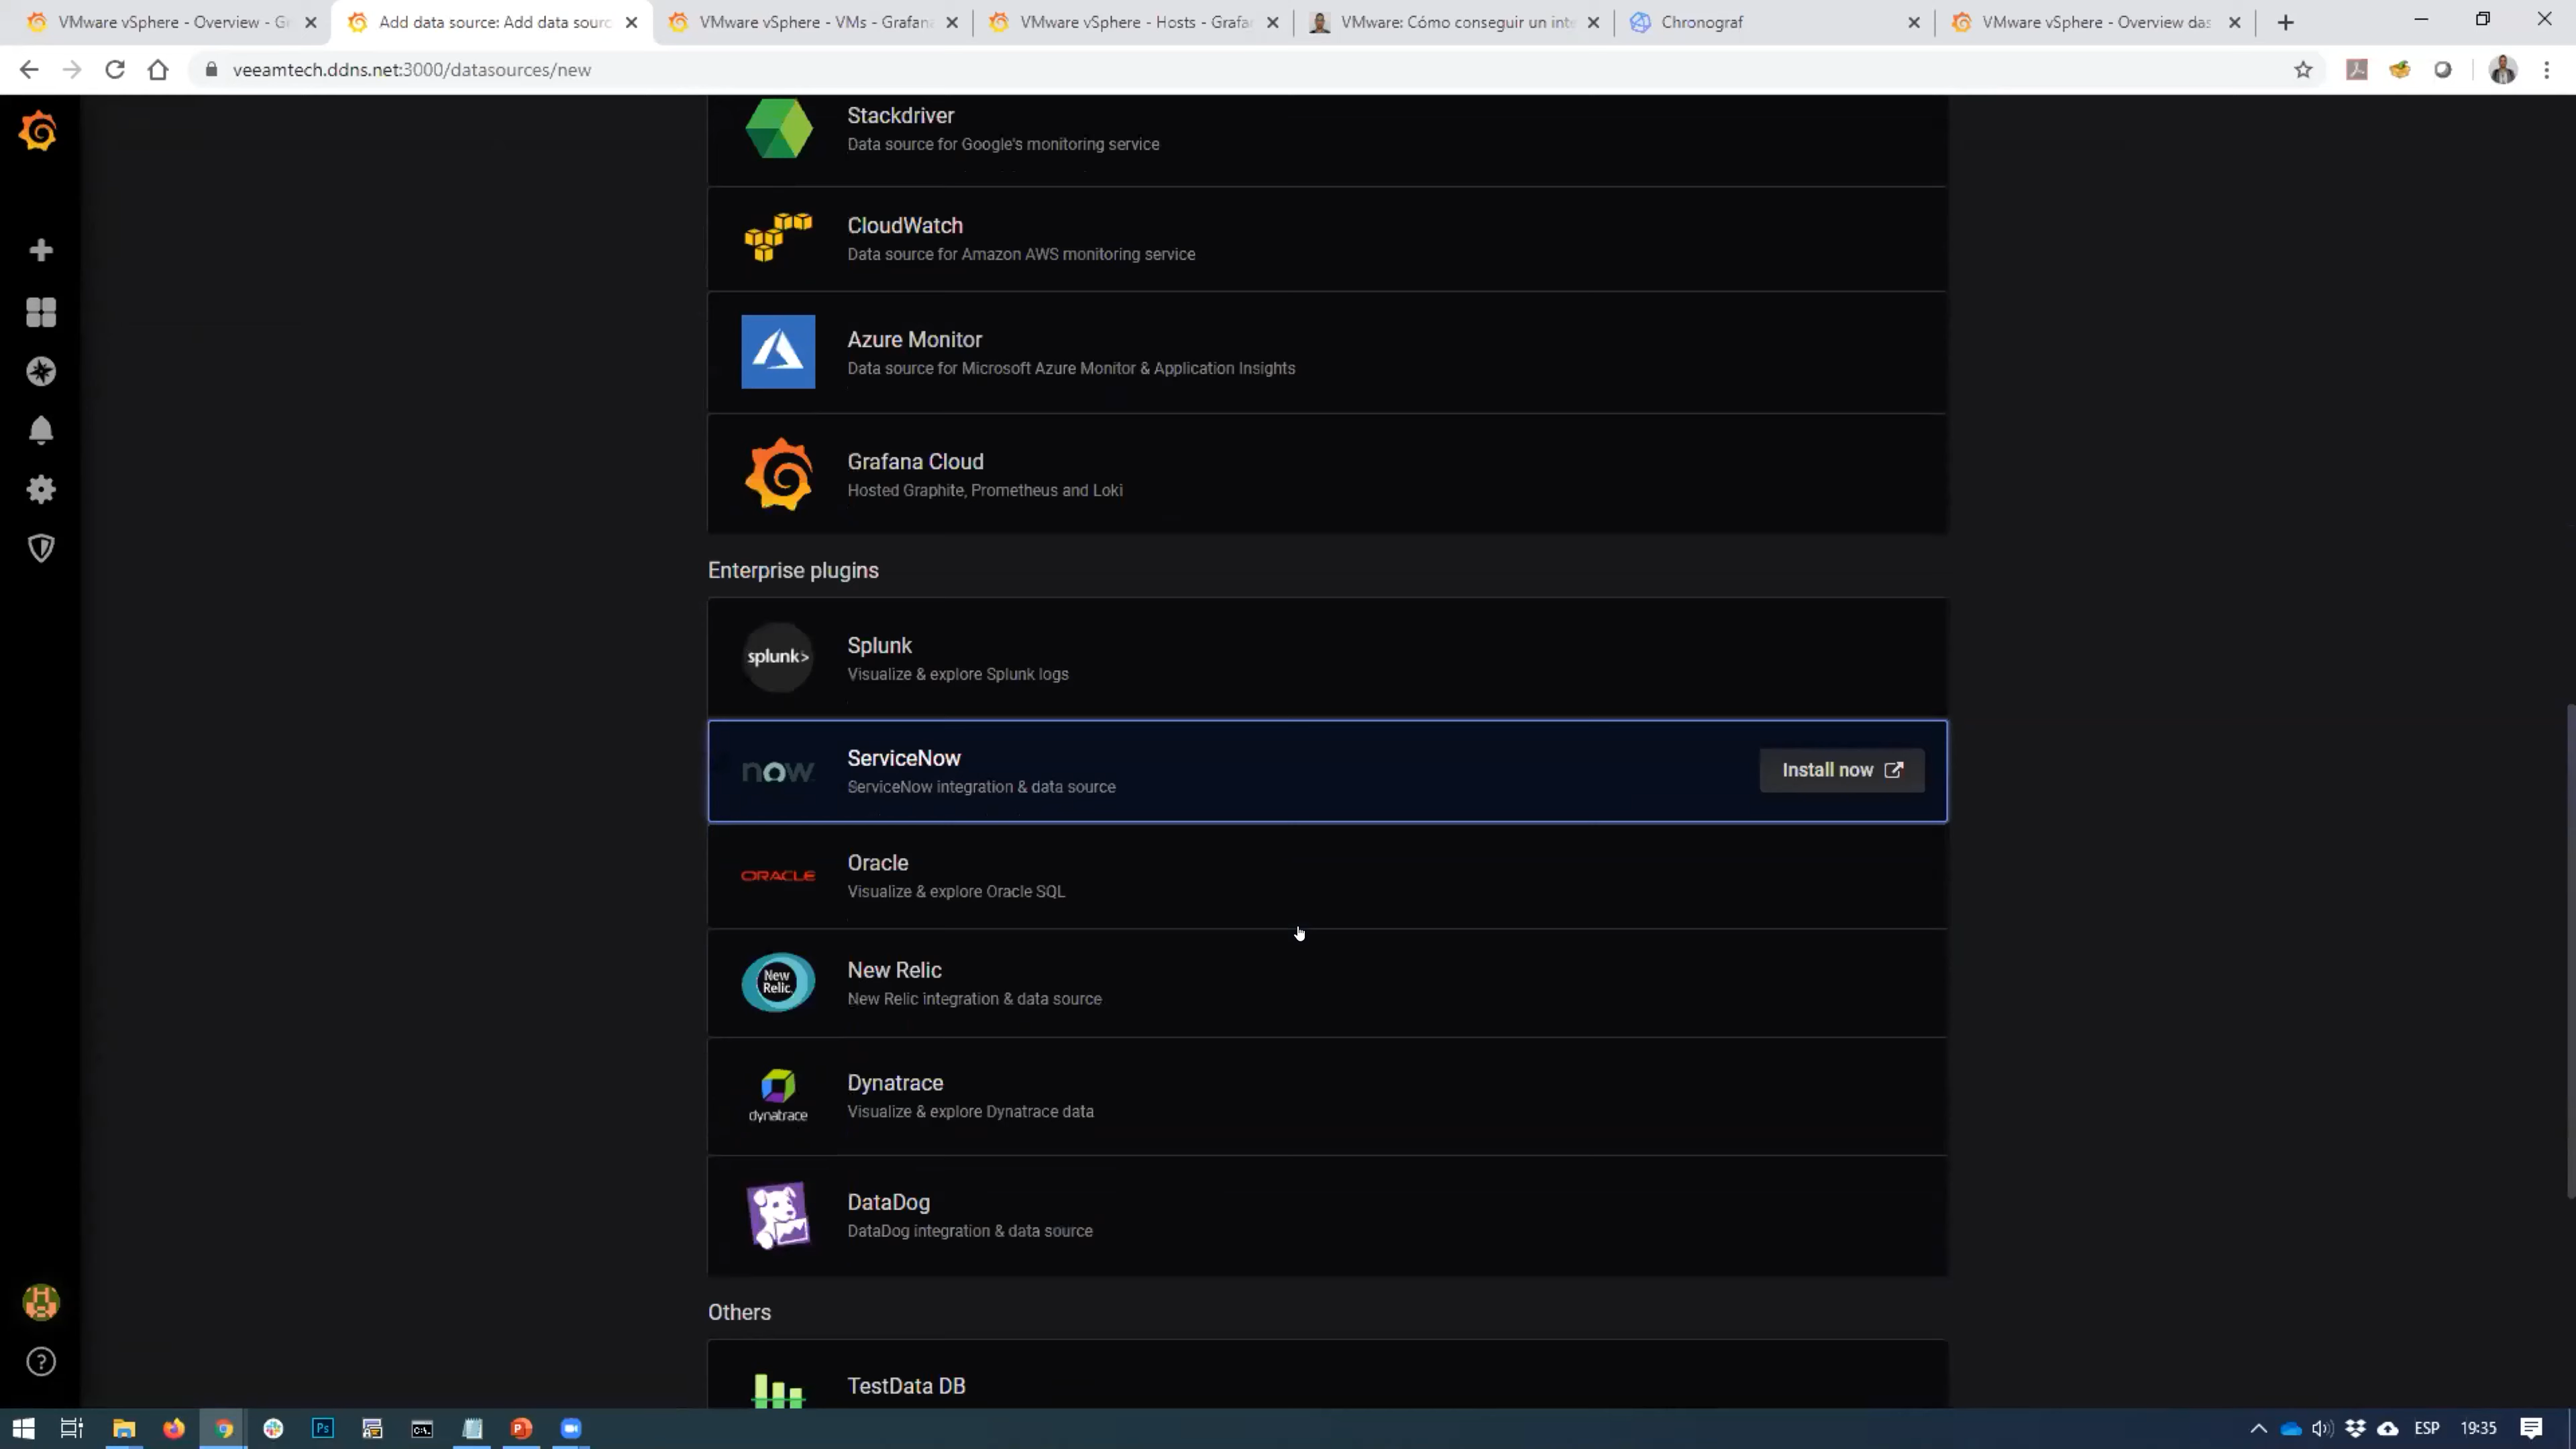 VMware vSphere - Overview - G
Add data source: Add data sourc
VMware vSphere - VMs - Grafan
VMware vSphere - Hosts - Grafa
VMware: Cómo conseguir un int
Chronograf
VMware vSphere - Overview das
veeamtech.ddns.net:3000/datasources/new
Stackdriver
Data source for Google's monitoring service
CloudWatch
Data source for Amazon AWS monitoring service
Azure Monitor
Data source for Microsoft Azure Monitor & Application Insights
Grafana Cloud
Hosted Graphite, Prometheus and Loki
Enterprise plugins
splunk>
Splunk
Visualize & explore Splunk logs
now
ServiceNow
ServiceNow integration & data source
Install now
ORACLE
Oracle
Visualize & explore Oracle SQL
New Relic
New Relic
New Relic integration & data source
dynatrace
Dynatrace
Visualize & explore Dynatrace data
DataDog
DataDog integration & data source
Others
TestData DB
Ps
ESP
19:35